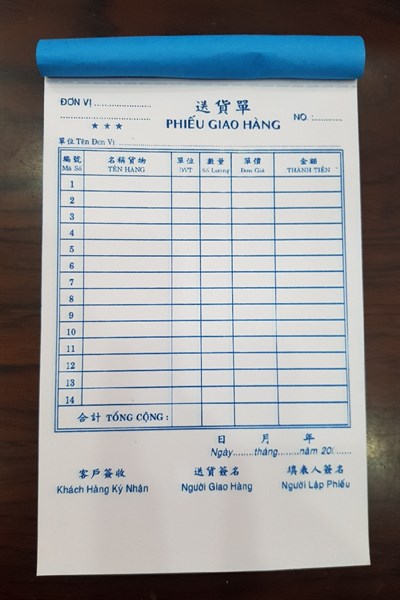 ĐƠN VỊ ....................
.................................
★ ★ ★
送貨單
PHIẾU GIAO HÀNG
NO. :............
單位 Tên Đơn Vị ................................................................
編號 名稱貨物 單位 數量 單價 金額
Mã Số TÊN HÀNG ĐVT Số Lượng Đơn Giá THÀNH TIỀN
1
2
3
4
5
6
7
8
9
10
11
12
13
14
合計 TỔNG CỘNG :
日 月 年
Ngày........tháng........năm 20......
客戶簽收 送貨簽名 填表人簽名
Khách Hàng Ký Nhận Người Giao Hàng Người Lập Phiếu